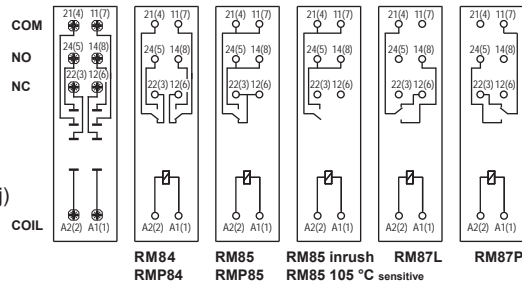 21(4) 11(7) 21(4) 11(7) 21(4) 11(7) 21(4) 11(7) 21(4) 11(7) 21(4) 11(7)
COM
24(5) 14(8) 24(5) 14(8) 24(5) 14(8) 24(5) 14(8) 24(5) 14(8) 24(5) 14(8)
NO
22(3) 12(6) 22(3) 12(6) 22(3) 12(6) 22(3) 12(6) 22(3) 12(6) 22(3) 12(6)
NC
j)
COIL
A2(2) A1(1) A2(2) A1(1) A2(2) A1(1) A2(2) A1(1) A2(2) A1(1) A2(2) A1(1)
RM84 RM85 RM85 inrush RM87L RM87P
RMP84 RMP85 RM85 105 °C sensitive